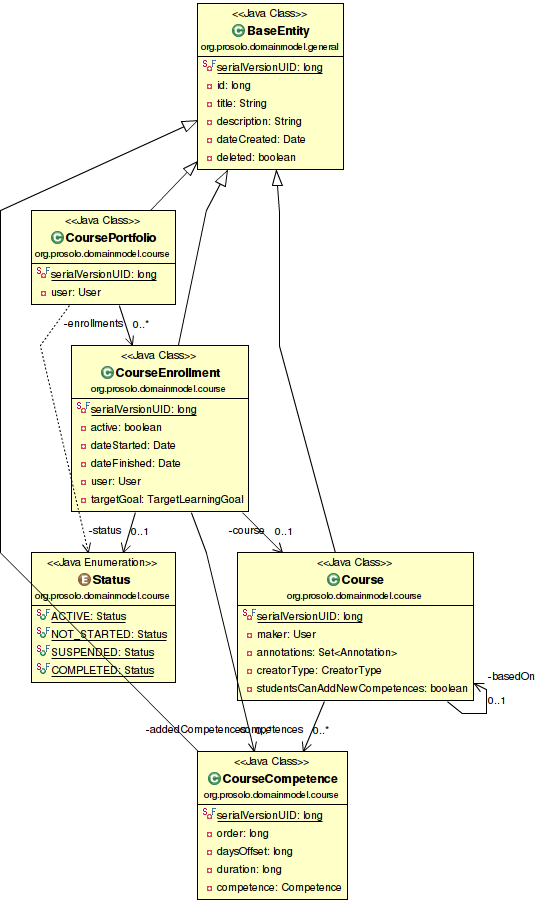 <<Java Class>>
BaseEntity
org.prosolo.domainmodel.general
serialVersionUID: long
id: long
title: String
description: String
dateCreated: Date
deleted: boolean
<<Java Class>>
CoursePortfolio
org.prosolo.domainmodel.course
serialVersionUID: long
user: User
-enrollments 0..*
<<Java Class>>
CourseEnrollment
org.prosolo.domainmodel.course
serialVersionUID: long
active: boolean
dateStarted: Date
dateFinished: Date
user: User
targetGoal: TargetLearningGoal
-status 0..1
-course 0..1
<<Java Enumeration>>
Status
org.prosolo.domainmodel.course
ACTIVE: Status
NOT_STARTED: Status
SUSPENDED: Status
COMPLETED: Status
<<Java Class>>
Course
org.prosolo.domainmodel.course
serialVersionUID: long
maker: User
annotations: Set<Annotation>
creatorType: CreatorType
studentsCanAddNewCompetences: boolean
-basedOn
0..1
-addedCompetences
0..*
<<Java Class>>
CourseCompetence
org.prosolo.domainmodel.course
serialVersionUID: long
order: long
daysOffset: long
duration: long
competence: Competence